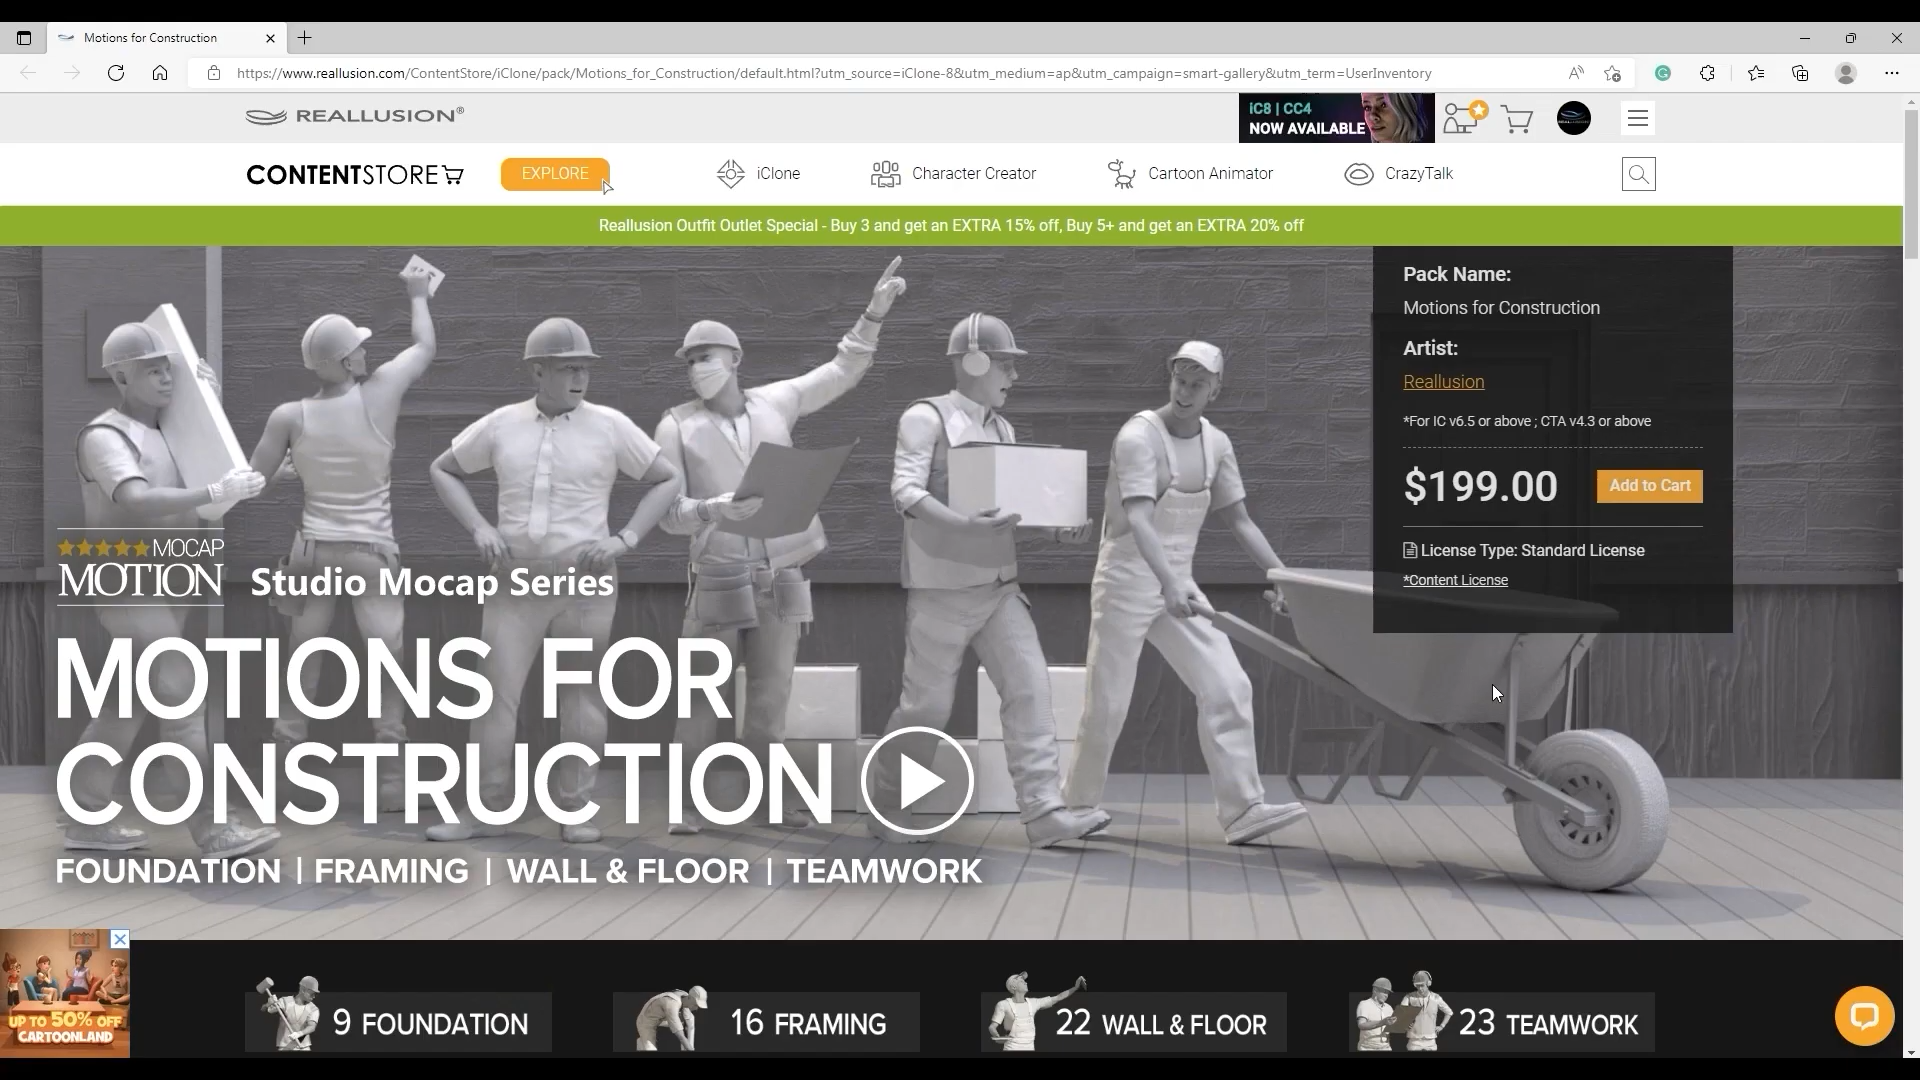 Motions for Construction
https://www.reallusion.com/ContentStore/iClone/pack/Motions_for_Construction/default.html?utm_source=iClone-8&utm_medium=ap&utm_campaign=smart-gallery&utm_term=UserInventory
REALLUSION®
iC8 | CC4
NOW AVAILABLE
CONTENTSTORE
EXPLORE
iClone
Character Creator
Cartoon Animator
CrazyTalk
Reallusion Outfit Outlet Special - Buy 3 and get an EXTRA 15% off, Buy 5+ and get an EXTRA 20% off
Pack Name:
Motions for Construction
Artist:
Reallusion
*For IC v6.5 or above ; CTA v4.3 or above
$199.00
Add to Cart
License Type: Standard License
*Content License
MOCAP
MOTION
Studio Mocap Series
MOTIONS FOR
CONSTRUCTION
FOUNDATION | FRAMING | WALL & FLOOR | TEAMWORK
UP TO 50% OFF
CARTOONLAND
9 FOUNDATION
16 FRAMING
22 WALL & FLOOR
23 TEAMWORK